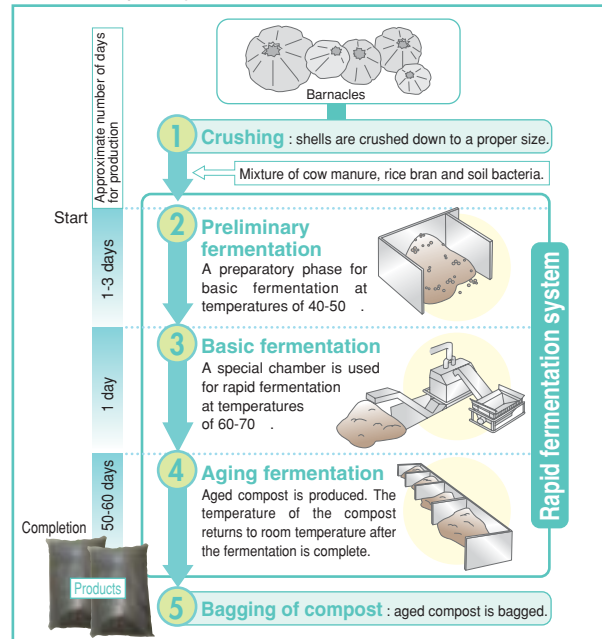 Barnacles
Approximate number of days
for production
1 Crushing : shells are crushed down to a proper size.
Mixture of cow manure, rice bran and soil bacteria.
Start
1-3 days
2 Preliminary
fermentation
A preparatory phase for
basic fermentation at
temperatures of 40-50 .
1 day
3 Basic fermentation
A special chamber is used
for rapid fermentation
at temperatures
of 60-70 .
50-60 days
4 Aging fermentation
Aged compost is produced. The
temperature of the compost
returns to room temperature after
the fermentation is complete.
Rapid fermentation system
Completion
Products
5 Bagging of compost : aged compost is bagged.